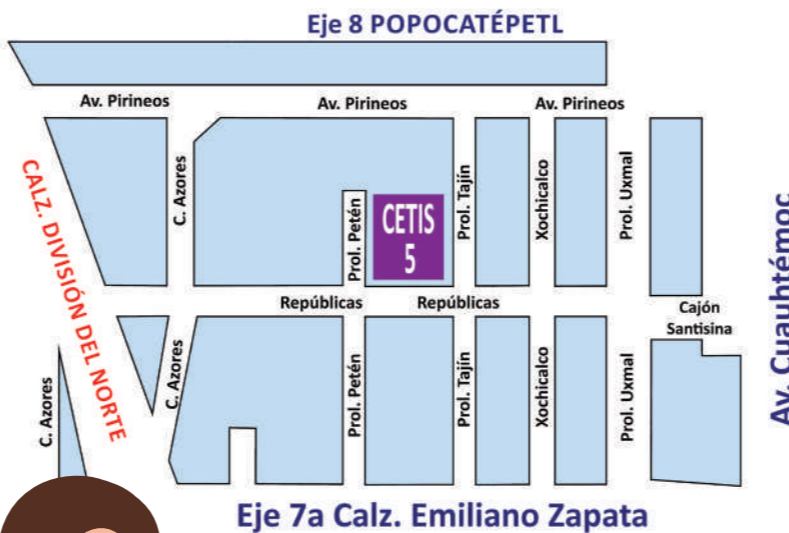 Eje 8 POPOCATÉPETL
Av. Pirineos
Av. Pirineos
Av. Pirineos
CALZ. DIVISIÓN DEL NORTE
C. Azores
Prol. Petén
CETIS
5
Prol. Tajín
Xochicalco
Prol. Uxmal
Av. Cuauhtémoc
Repúblicas
Repúblicas
Cajón
Santisina
C. Azores
C. Azores
Prol. Petén
Prol. Tajín
Xochicalco
Prol. Uxmal
Eje 7a Calz. Emiliano Zapata